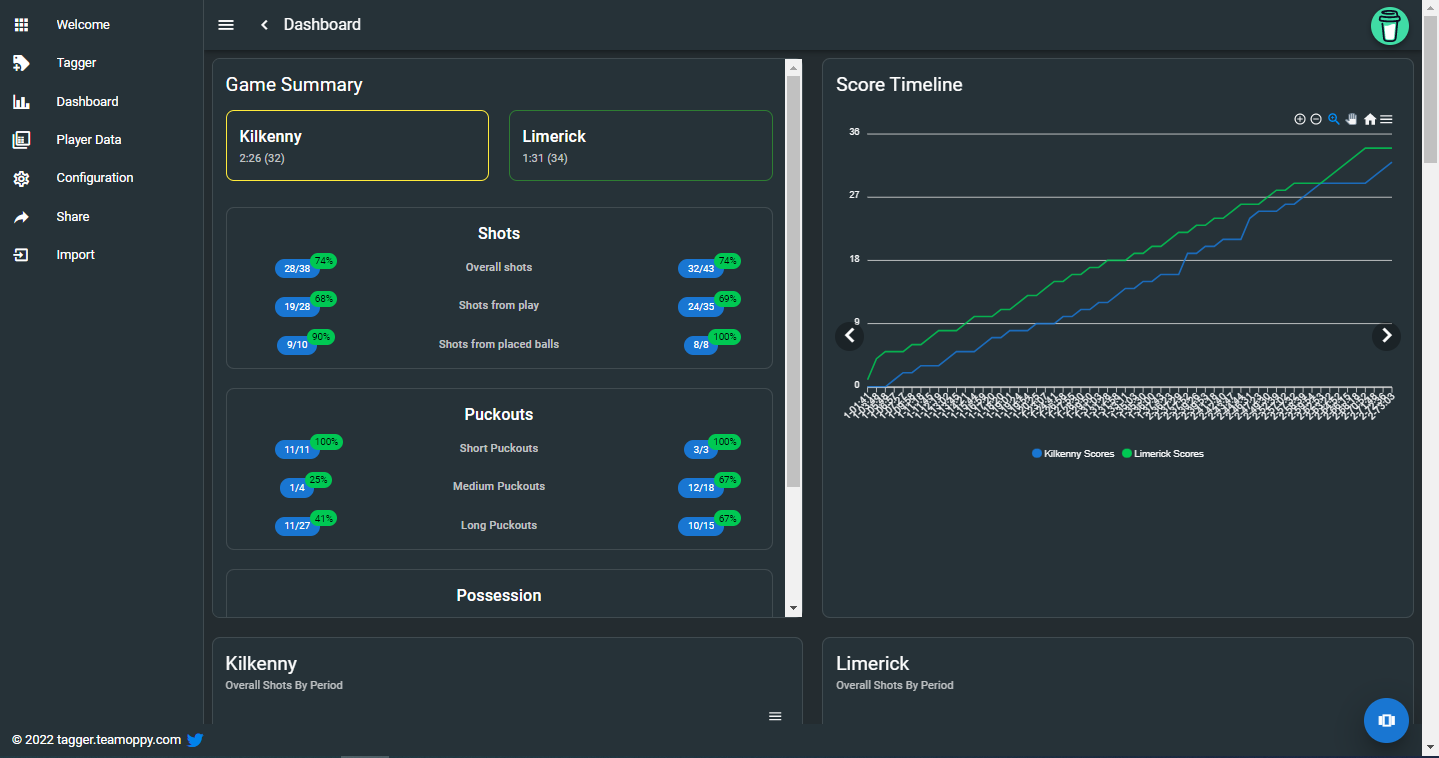 Welcome
Tagger
Dashboard
Player Data
Configuration
Share
Import
© 2022 tagger.teamoppy.com
Dashboard
Game Summary
Kilkenny
2:26 (32)
Limerick
1:31 (34)
Shots
28/38 74% Overall shots 32/43 74%
19/28 68% Shots from play 24/35 69%
9/10 90% Shots from placed balls 8/8 100%
Puckouts
11/11 100% Short Puckouts 3/3 100%
1/4 25% Medium Puckouts 12/18 67%
11/27 41% Long Puckouts 10/15 67%
Possession
Score Timeline
36
27
18
9
0
Kilkenny Scores Limerick Scores
Kilkenny
Overall Shots By Period
Limerick
Overall Shots By Period